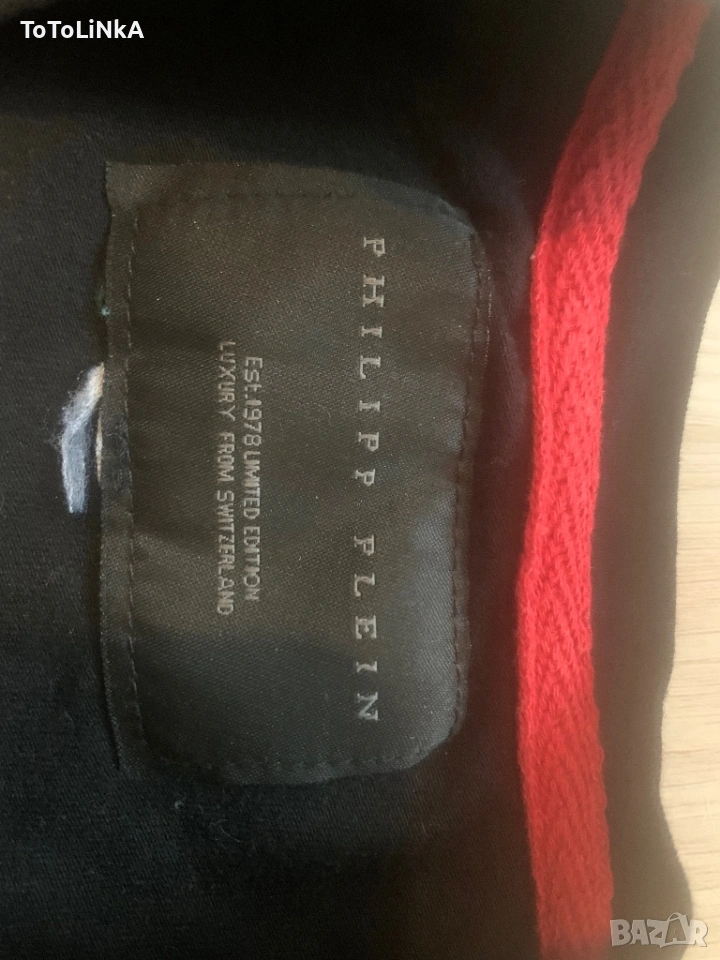 ToToLiNkA
PHILIPP PLEIN
Est.1978 LIMITED EDITION
LUXURY FROM SWITZERLAND
BAZAR